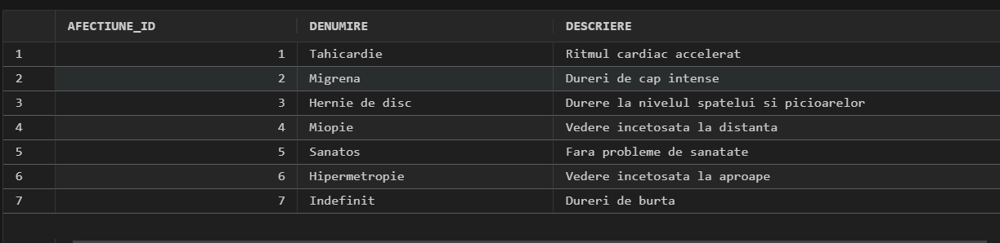 AFECTIUNE_ID DENUMIRE DESCRIERE
1 1 Tahicardie Ritmul cardiac accelerat
2 2 Migrena Dureri de cap intense
3 3 Hernie de disc Durere la nivelul spatelui si picioarelor
4 4 Miopie Vedere incetosata la distanta
5 5 Sanatos Fara probleme de sanatate
6 6 Hipermetropie Vedere incetosata la aproape
7 7 Indefinit Dureri de burta